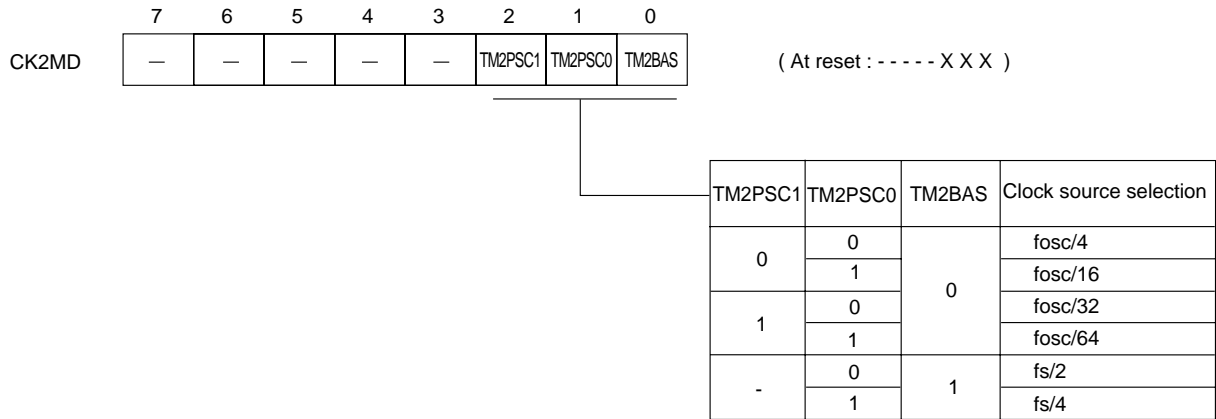 7 6 5 4 3 2 1 0
CK2MD — — — — — TM2PSC1 TM2PSC0 TM2BAS ( At reset : - - - - - X X X )
TM2PSC1 TM2PSC0 TM2BAS Clock source selection
0 0 0 fosc/4
1 fosc/16
1 0 fosc/32
1 fosc/64
- 0 1 fs/2
1 fs/4